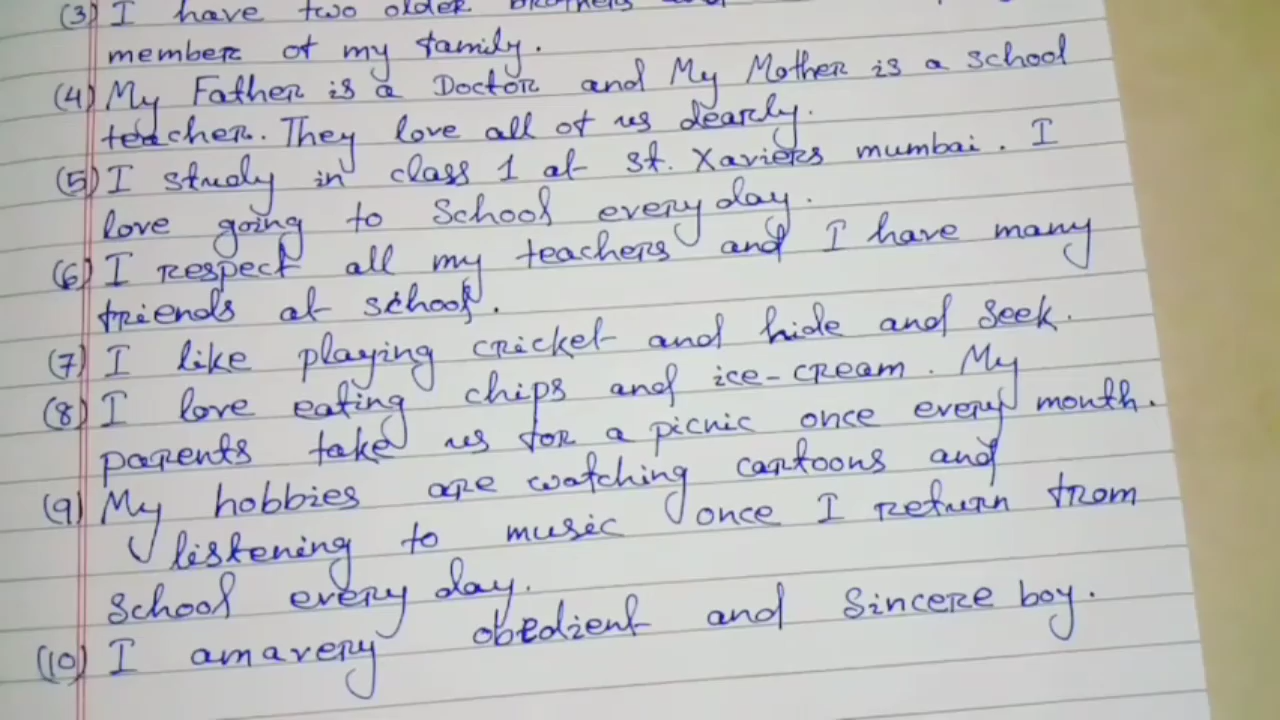 (3) I have two older brothers and
member of my family.
(4) My Father is a Doctor and My Mother is a school
teacher. They love all of us dearly.
(5) I study in class 1 at St. Xaviers mumbai. I
love going to School every day.
(6) I respect all my teachers and I have many
friends at school.
(7) I like playing cricket and hide and seek.
(8) I love eating chips and ice-cream. My
parents take us for a picnic once every month.
(9) My hobbies are watching cartoons and
listening to music once I return from
School every day.
(10) I am a very obedient and Sincere boy.